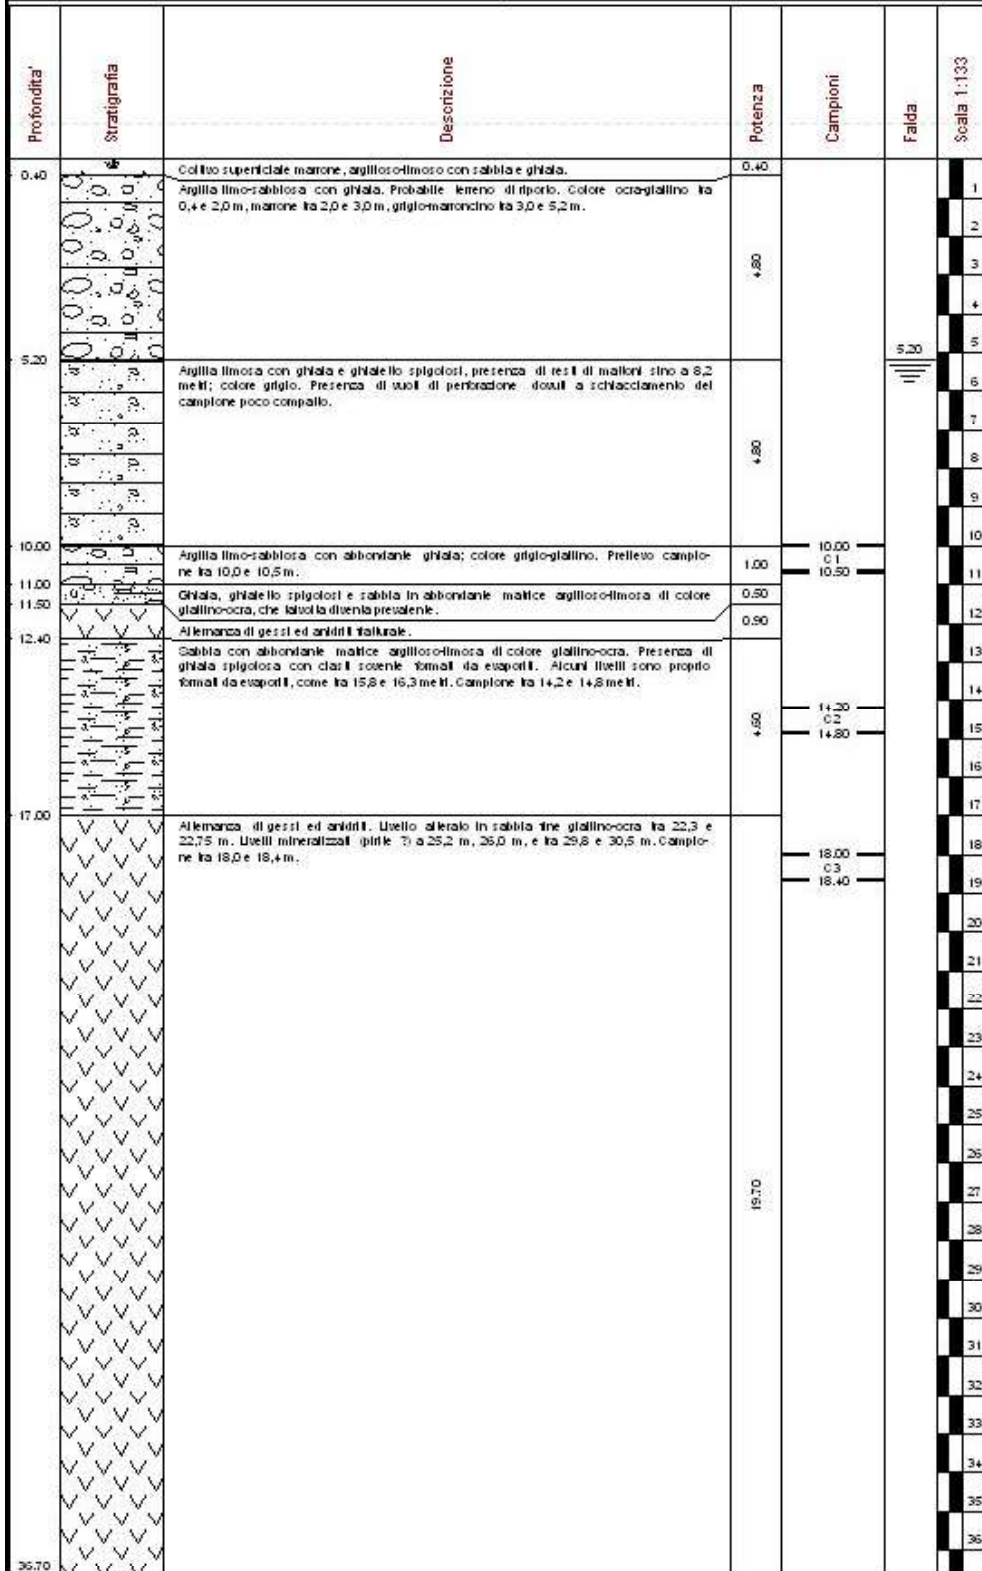 Profondita'
Stratigrafia
Descrizione
Potenza
Campioni
Falda
Scala 1:133
0.40
Coltivo superficiale marrone, argilloso-limoso con sabbia e ghiaia.
0.40
Argilla limo-sabbiosa con ghiaia. Probabile terreno di riporto. Colore ocra-giallino tra
0,4 e 2,0 m, marrone tra 2,0 e 3,0 m, grigio-marroncino tra 3,0 e 5,2 m.
4.80
5.20
5.20
Argilla limosa con ghiaia e ghiaietto spigolosi, presenza di resti di mattoni sino a 8,2
metri; colore grigio. Presenza di vuoti di perforazione dovuti a schiacciamento del
campione poco compatto.
4.80
10.00
Argilla limo-sabbiosa con abbondante ghiaia; colore grigio-giallino. Prelievo campio-
ne tra 10,0 e 10,5 m.
1.00
10.00
C1
10.50
11.00
Ghiaia, ghiaietto spigolosi e sabbia in abbondante matrice argilloso-limosa di colore
giallino-ocra, che talvolta diventa prevalente.
0.50
11.50
Alternanza di gessi ed anidriti fratturate.
0.90
12.40
Sabbia con abbondante matrice argilloso-limosa di colore giallino-ocra. Presenza di
ghiaia spigolosa con clasti sovente formati da evaporiti. Alcuni livelli sono proprio
formati da evaporiti, come tra 15,8 e 16,3 metri. Campione tra 14,2 e 14,8 metri.
4.60
14.20
C2
14.80
17.00
Alternanza di gessi ed anidriti. Livello alterato in sabbia fine giallino-ocra tra 22,3 e
22,75 m. Livelli mineralizzati (pirite ?) a 25,2 m, 26,0 m, e tra 29,8 e 30,5 m. Campio-
ne tra 18,0 e 18,4 m.
18.00
C3
18.40
19.70
36.70
1
2
3
4
5
6
7
8
9
10
11
12
13
14
15
16
17
18
19
20
21
22
23
24
25
26
27
28
29
30
31
32
33
34
35
36